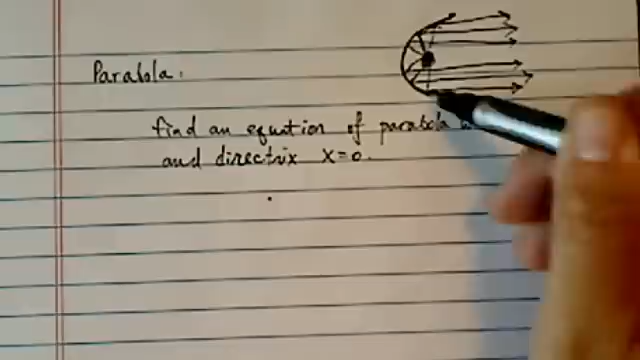 Parabola.
find an equation of parabola
and directrix x=0.